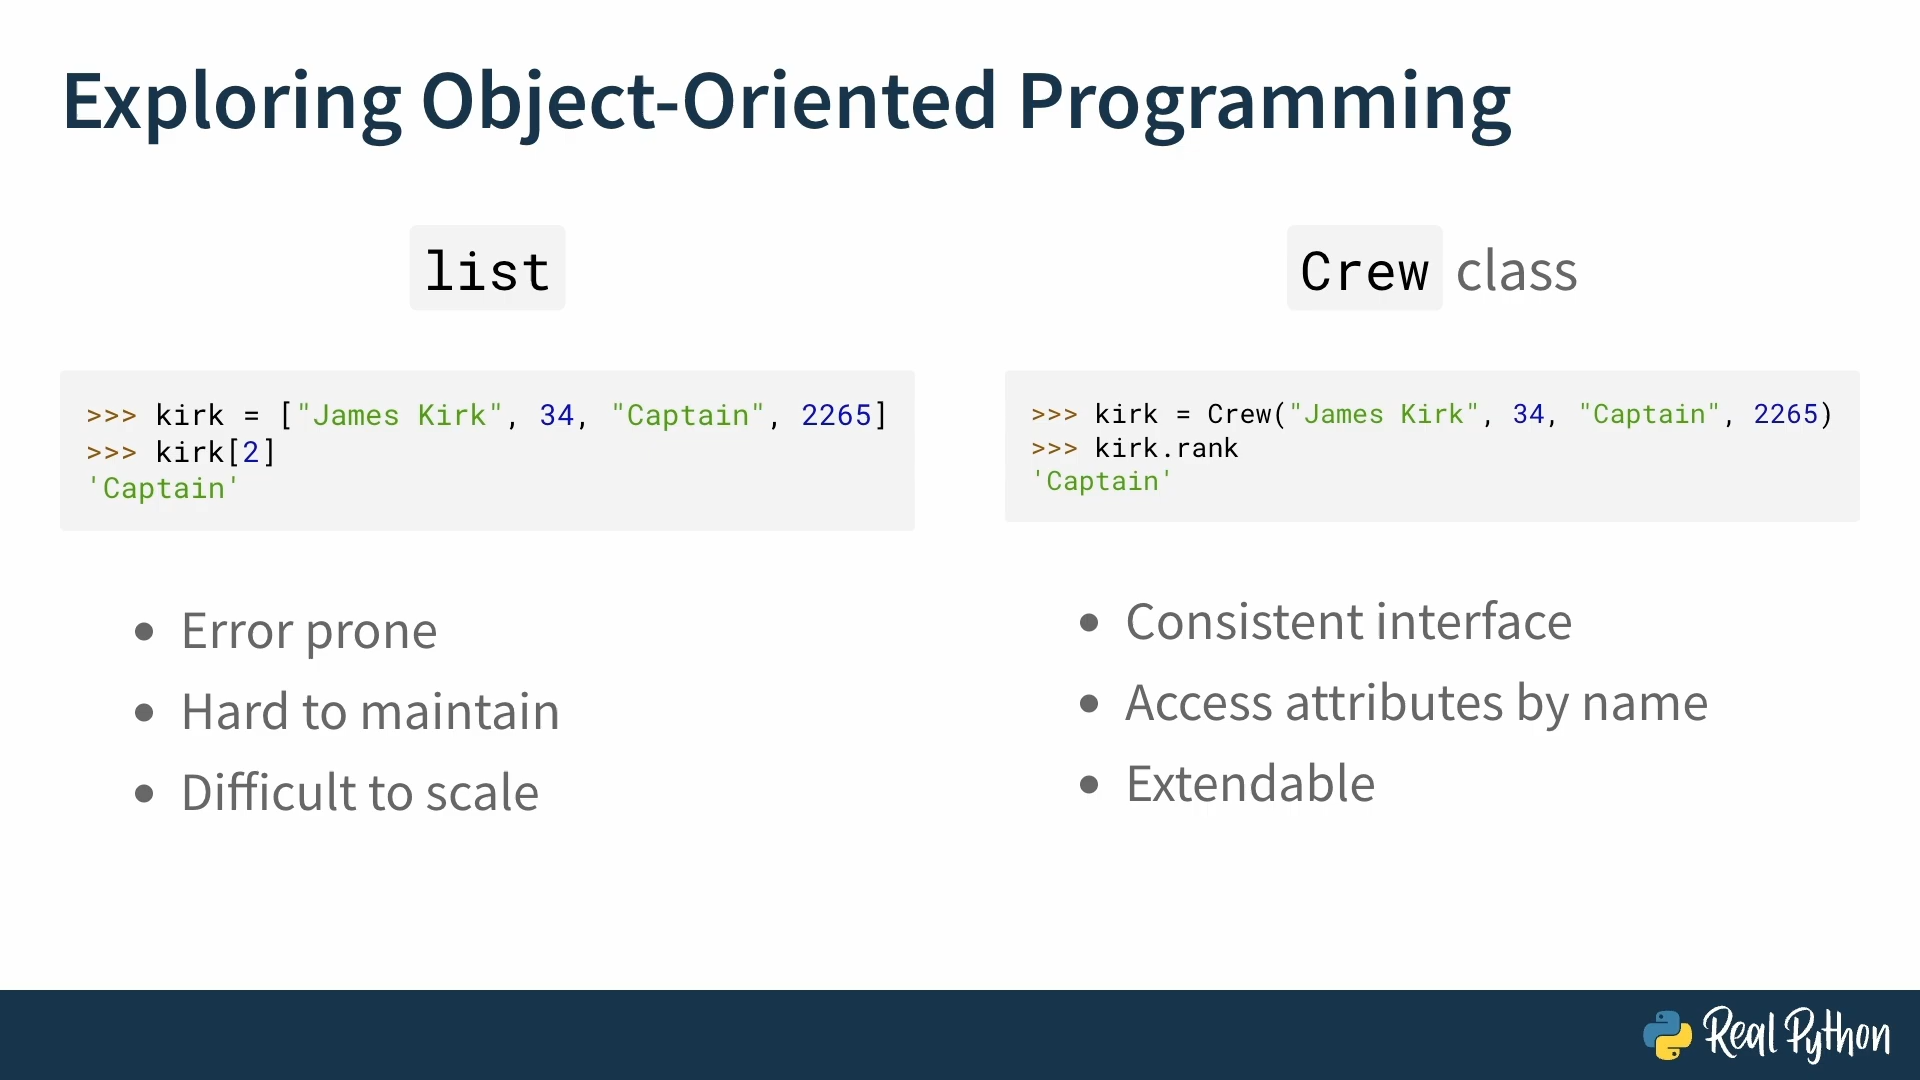 Exploring Object-Oriented Programming
list
>>> kirk = ["James Kirk", 34, "Captain", 2265]
>>> kirk[2]
'Captain'
• Error prone
• Hard to maintain
• Difficult to scale
Crew class
>>> kirk = Crew("James Kirk", 34, "Captain", 2265)
>>> kirk.rank
'Captain'
• Consistent interface
• Access attributes by name
• Extendable
Real Python